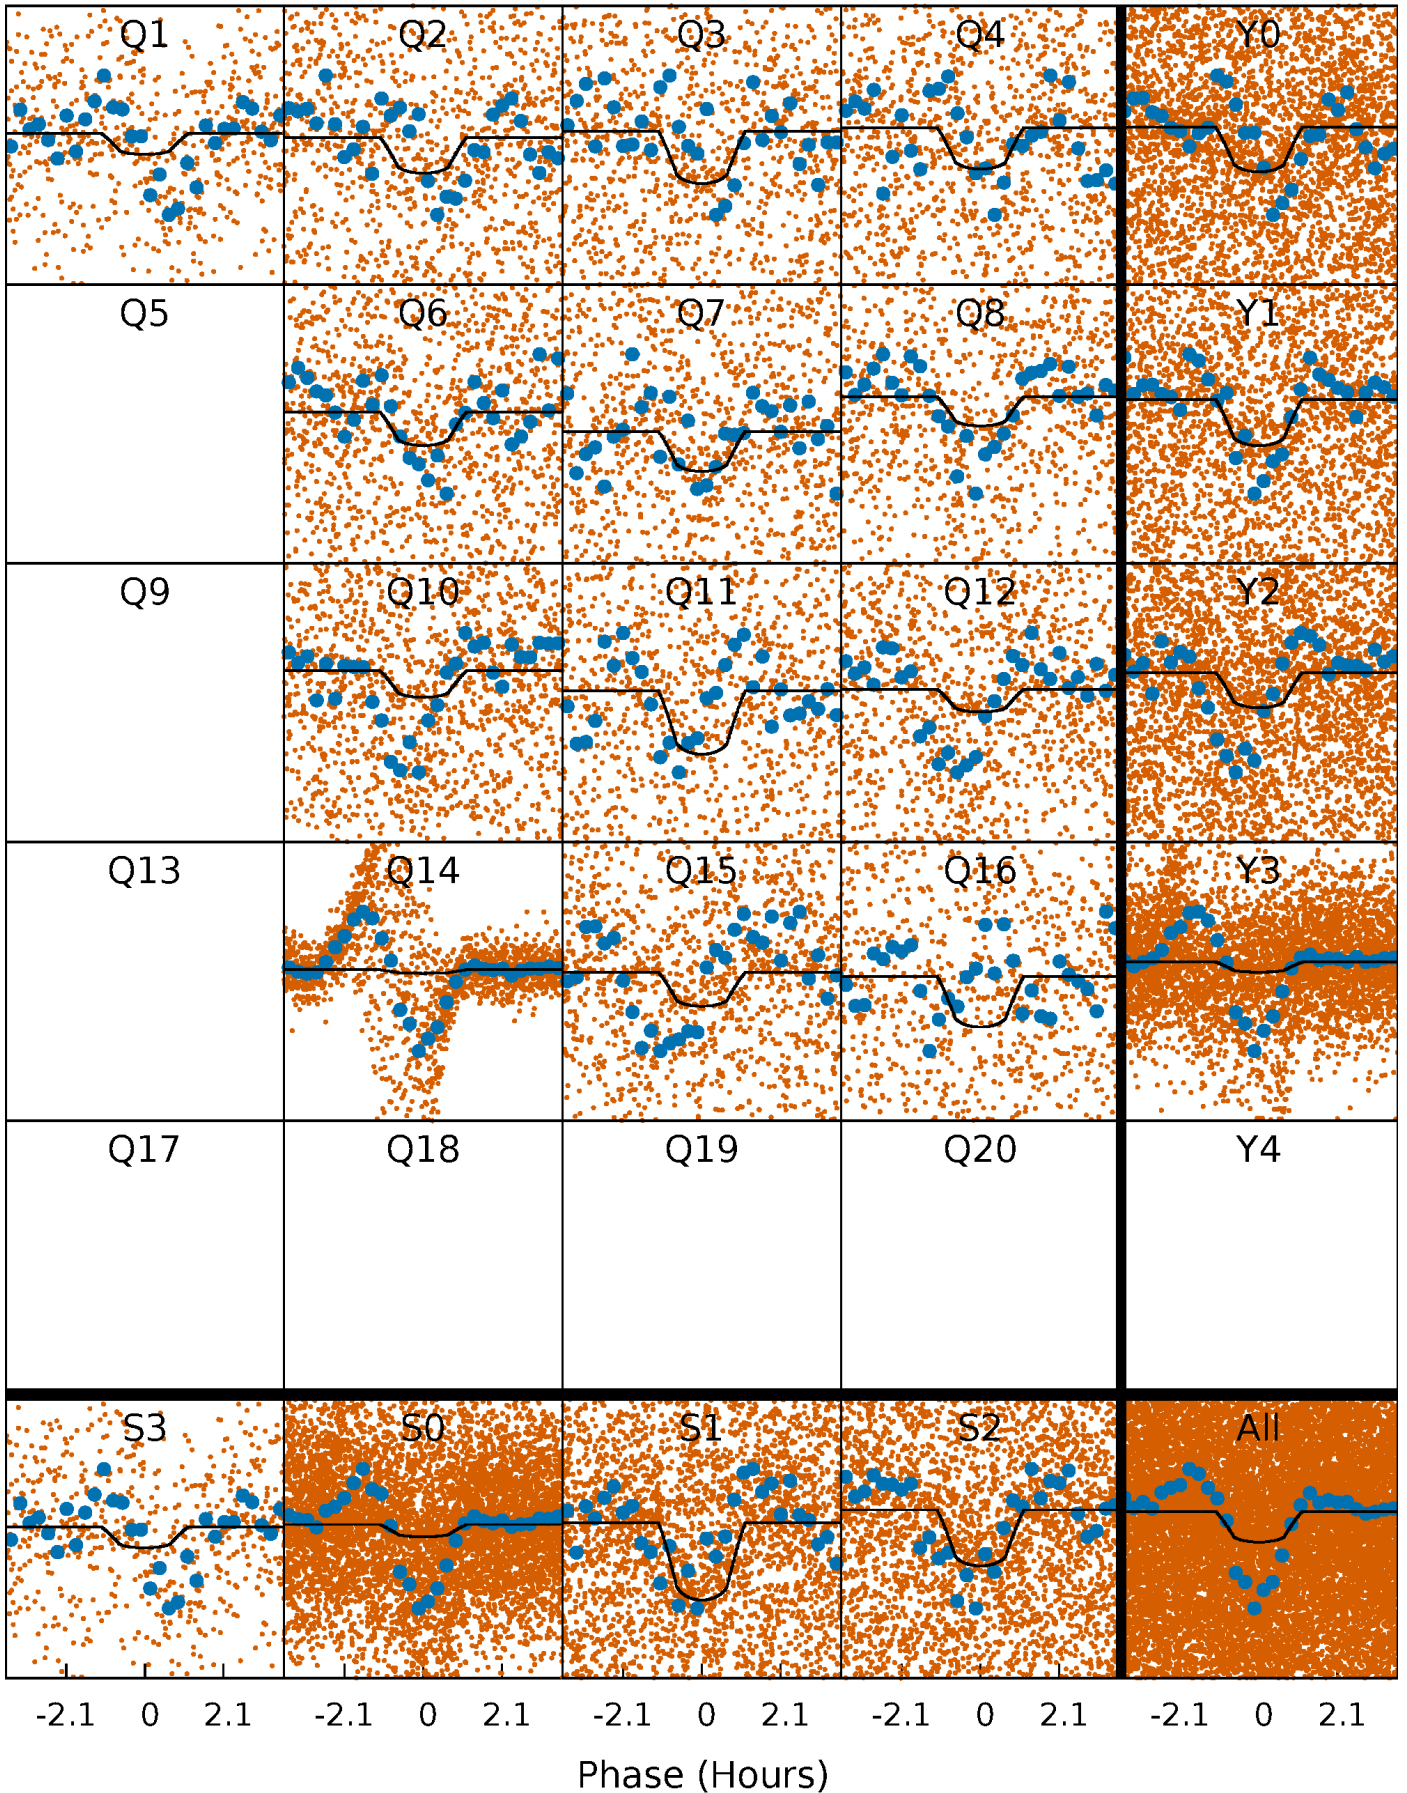 Q1 Q2 Q3 Q4 Y0
Q5 Q6 Q7 Q8 Y1
Q9 Q10 Q11 Q12 Y2
Q13 Q14 Q15 Q16 Y3
Q17 Q18 Q19 Q20 Y4
S3 S0 S1 S2 All
-2.1 0 2.1 -2.1 0 2.1 -2.1 0 2.1 -2.1 0 2.1 -2.1 0 2.1
Phase (Hours)